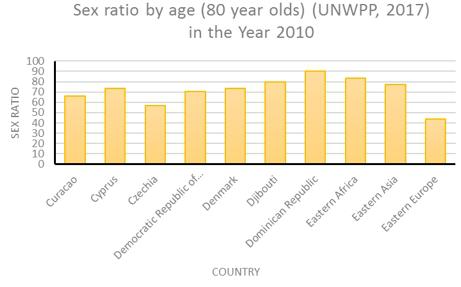 Sex ratio by age (80 year olds) (UNWPP, 2017)
in the Year 2010
SEX RATIO
100
90
80
70
60
50
40
30
20
10
0
Curacao
Cyprus
Czechia
Democratic Republic of...
Denmark
Djibouti
Dominican Republic
Eastern Africa
Eastern Asia
Eastern Europe
COUNTRY